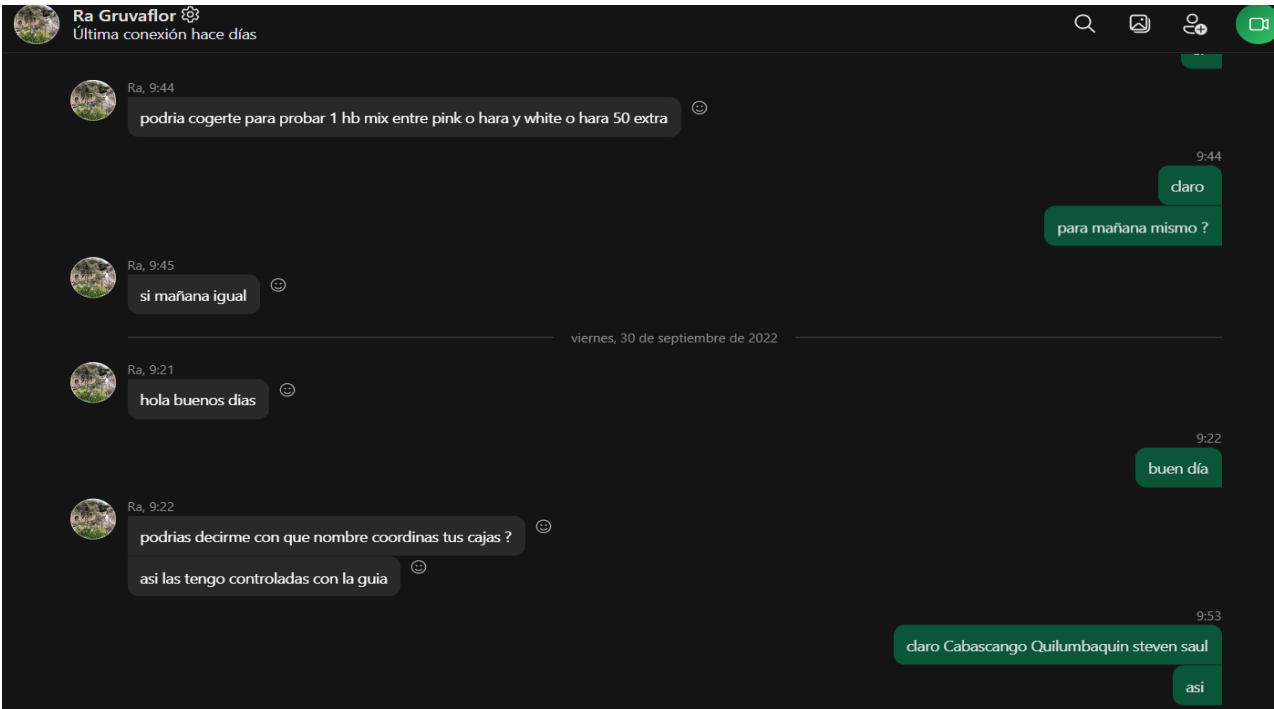 Ra Gruvaflor
Última conexión hace días
Ra, 9:44
podria cogerte para probar 1 hb mix entre pink o hara y white o hara 50 extra
9:44
claro
para mañana mismo ?
Ra, 9:45
si mañana igual
viernes, 30 de septiembre de 2022
Ra, 9:21
hola buenos dias
9:22
buen día
Ra, 9:22
podrias decirme con que nombre coordinas tus cajas ?
asi las tengo controladas con la guia
9:53
claro Cabascango Quilumbaquin steven saul
asi